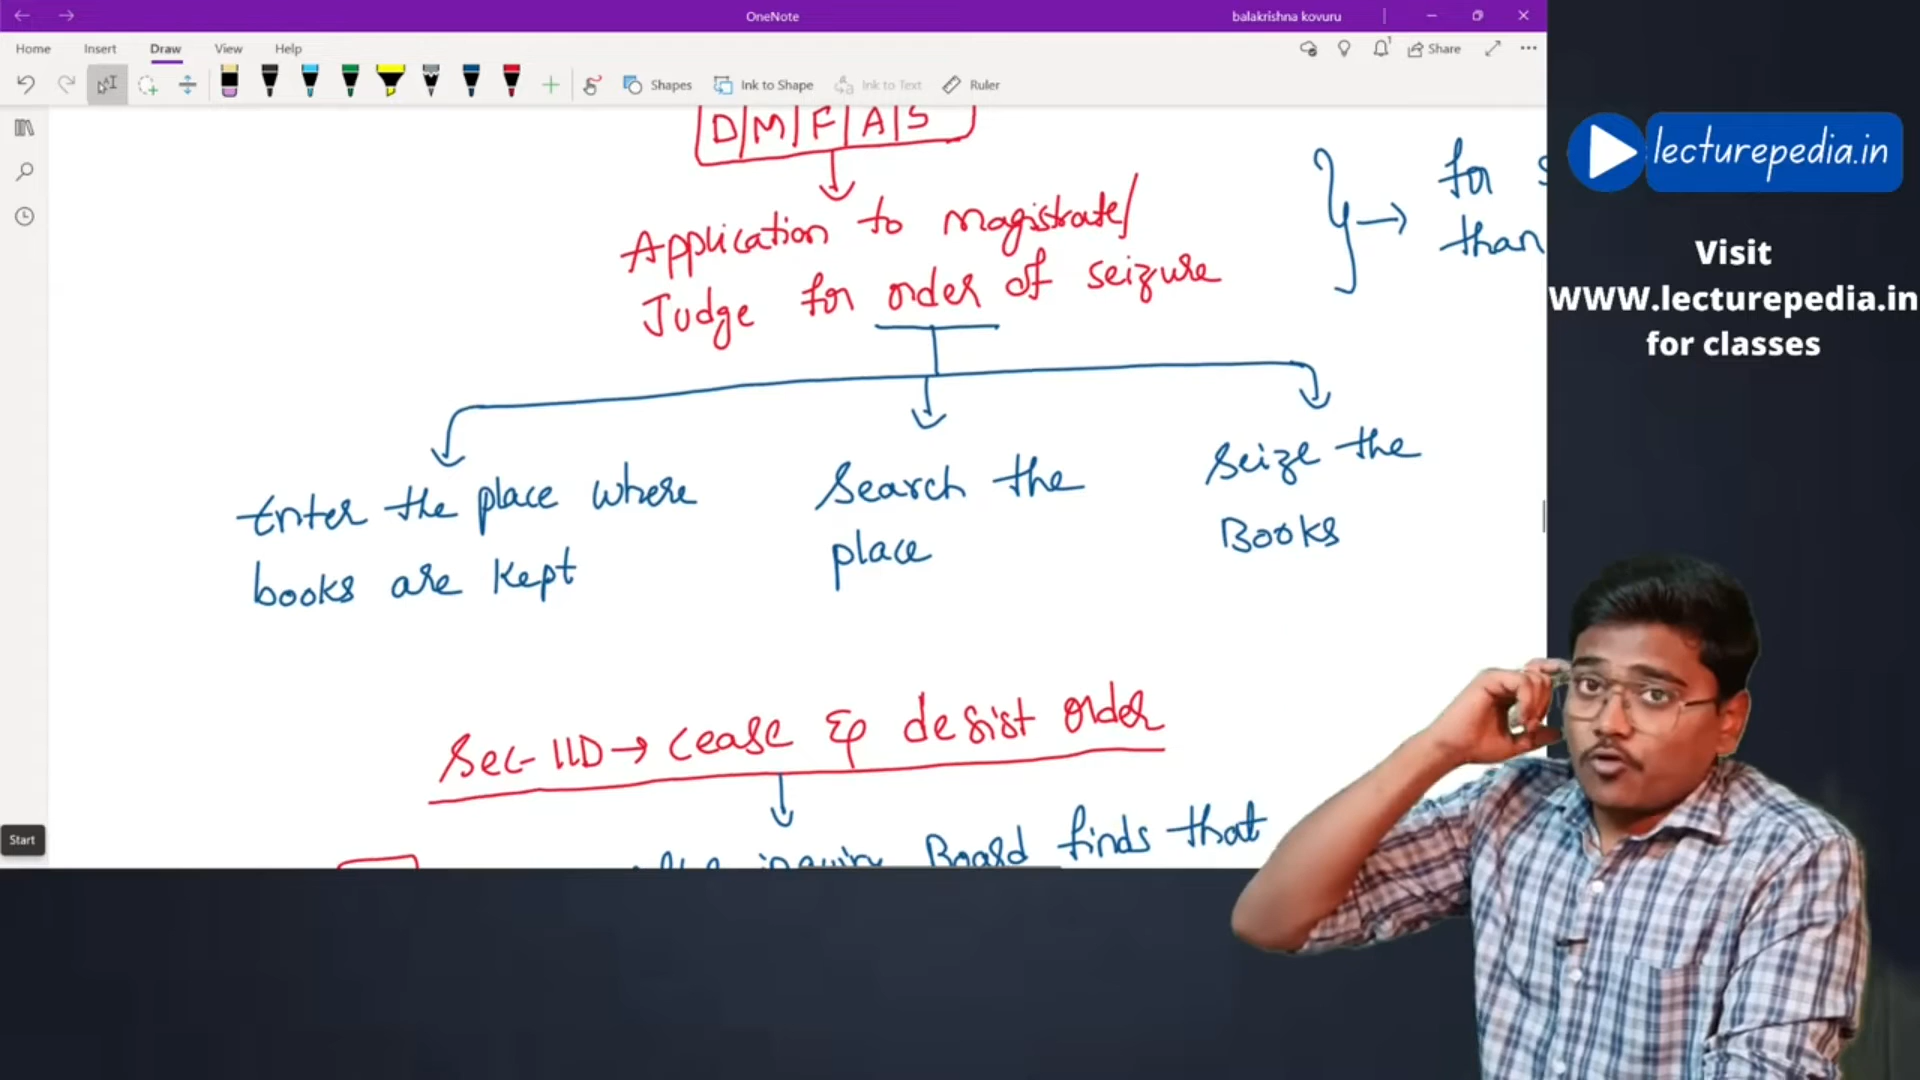 OneNote
balakrishna kovuru
Home Insert Draw View Help
Share
Shapes
Ink to Shape
Ink to Text
Ruler
D/M/F/A/S
Application to magistrate/
Judge for order of seizure
for
than
Enter the place where
books are kept
Search the
place
Seize the
Books
Sec-11D→ cease & desist order
Board finds that
Start
lecturepedia.in
Visit
WWW.lecturepedia.in
for classes